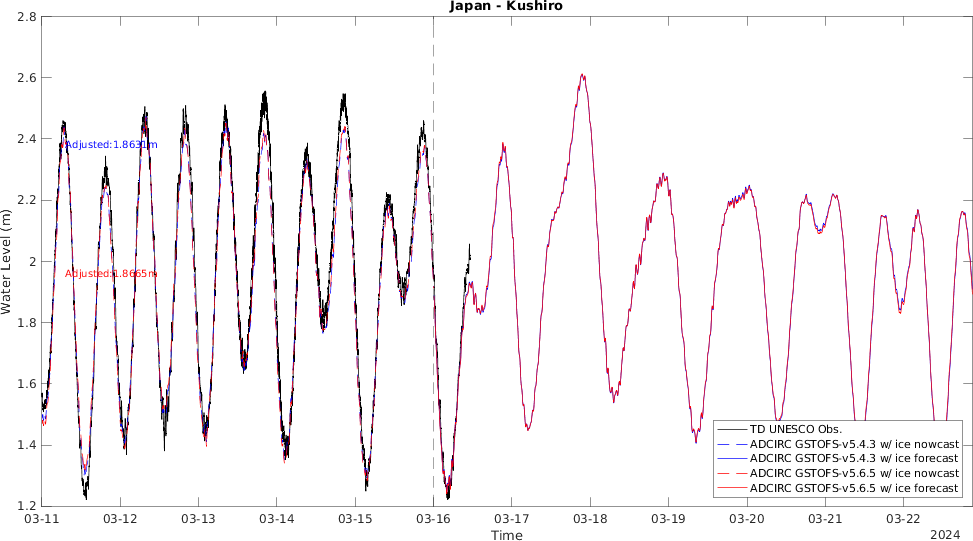 Japan - Kushiro
Water Level (m)
2.8
2.6
2.4
2.2
2
1.8
1.6
1.4
1.2
Adjusted:1.8631m
Adjusted:1.8665m
TD UNESCO Obs.
ADCIRC GSTOFS-v5.4.3 w/ ice nowcast
ADCIRC GSTOFS-v5.4.3 w/ ice forecast
ADCIRC GSTOFS-v5.6.5 w/ ice nowcast
ADCIRC GSTOFS-v5.6.5 w/ ice forecast
03-11 03-12 03-13 03-14 03-15 03-16 03-17 03-18 03-19 03-20 03-21 03-22
Time
2024